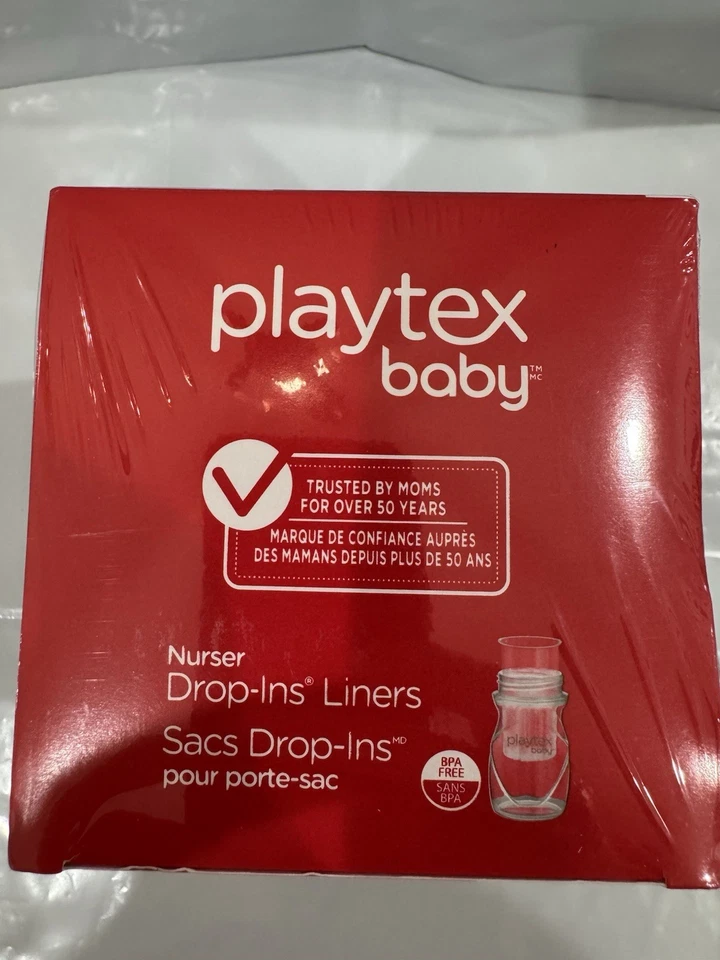 playtex
baby™
MC
TRUSTED BY MOMS
FOR OVER 50 YEARS
MARQUE DE CONFIANCE AUPRÈS
DES MAMANS DEPUIS PLUS DE 50 ANS
Nurser
Drop-Ins® Liners
Sacs Drop-Ins MD
pour porte-sac
BPA
FREE
SANS
BPA
playtex
baby